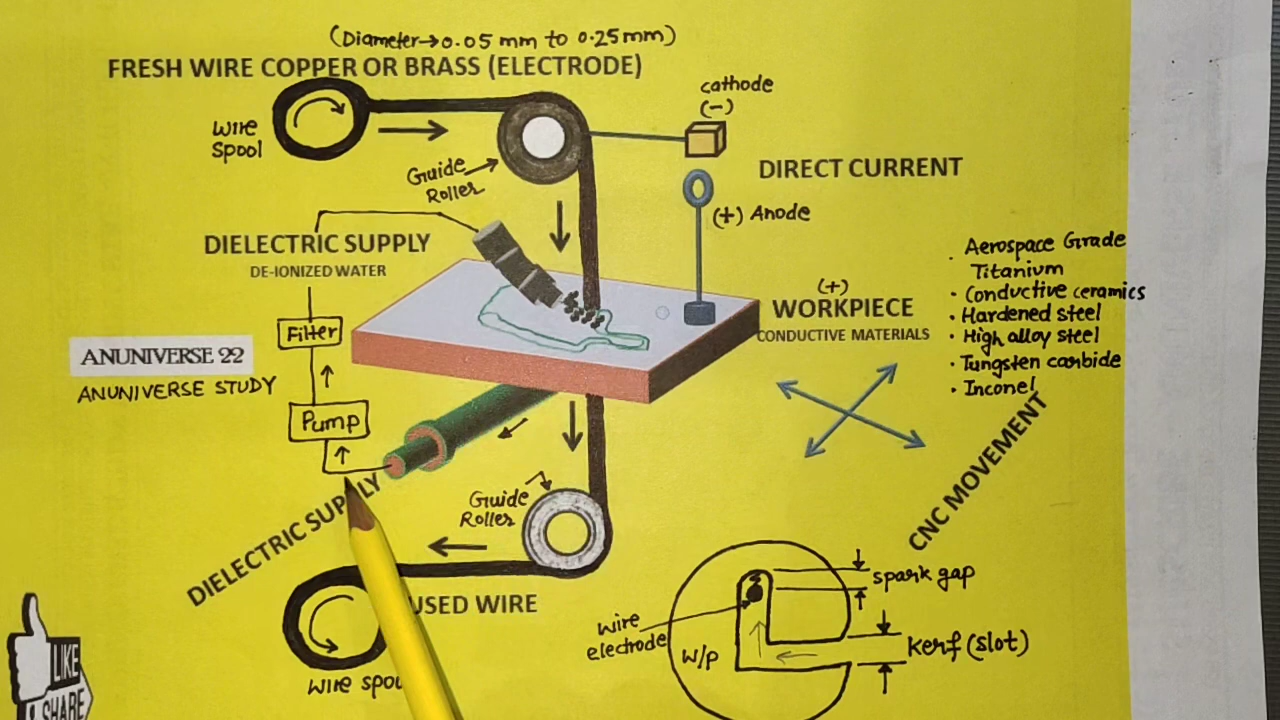 (Diameter→0.05 mm to 0.25mm)
FRESH WIRE COPPER OR BRASS (ELECTRODE)
cathode
(-)
Wire
Spool
Guide
Roller
DIRECT CURRENT
(+) Anode
DIELECTRIC SUPPLY
DE-IONIZED WATER
(+)
WORKPIECE
CONDUCTIVE MATERIALS
. Aerospace Grade
Titanium
• Conductive ceramics
• Hardened steel
• High alloy steel
• Tungsten carbide
• Inconel
Filter
ANUNIVERSE 22
ANUNIVERSE STUDY
Pump
CNC MOVEMENT
Guide
Roller
DIELECTRIC SUPPLY
USED WIRE
spark gap
wire
electrode
W/P
kerf (slot)
wire spool
LIKE
& SHARE